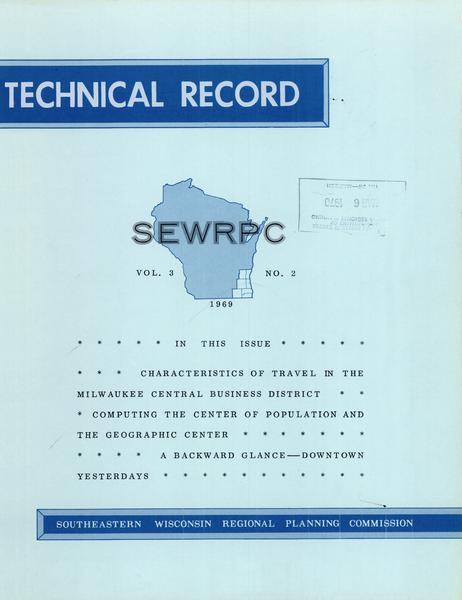 TECHNICAL RECORD
SEWRPC
VOL. 3 NO. 2
1969
* * * * * IN THIS ISSUE * * * * *
* * * CHARACTERISTICS OF TRAVEL IN THE
MILWAUKEE CENTRAL BUSINESS DISTRICT * *
* COMPUTING THE CENTER OF POPULATION AND
THE GEOGRAPHIC CENTER * * * * * * *
* * * * A BACKWARD GLANCE—DOWNTOWN
YESTERDAYS * * * * * * * * * * *
SOUTHEASTERN WISCONSIN REGIONAL PLANNING COMMISSION